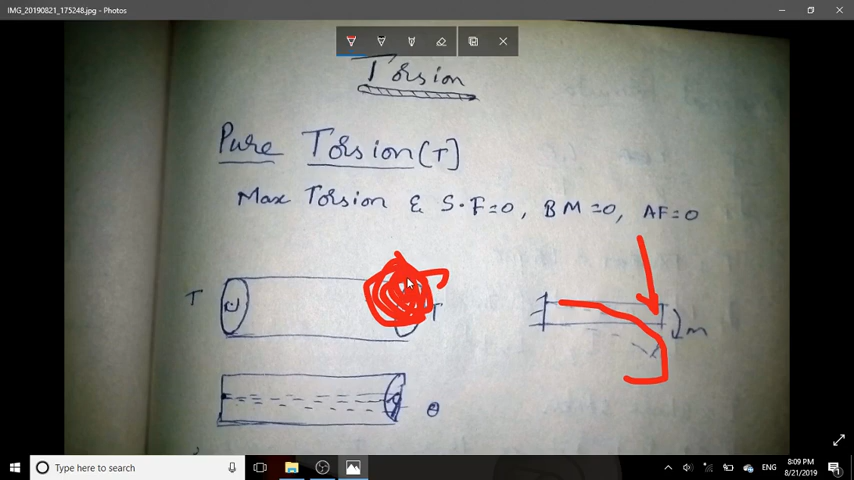 IMG_20190821_175248.jpg - Photos
Torsion
Pure Torsion (T)
Max Torsion & S.F=0, BM=0, AF=0
T
T
m
θ
Type here to search
ENG
8:09 PM
8/21/2019